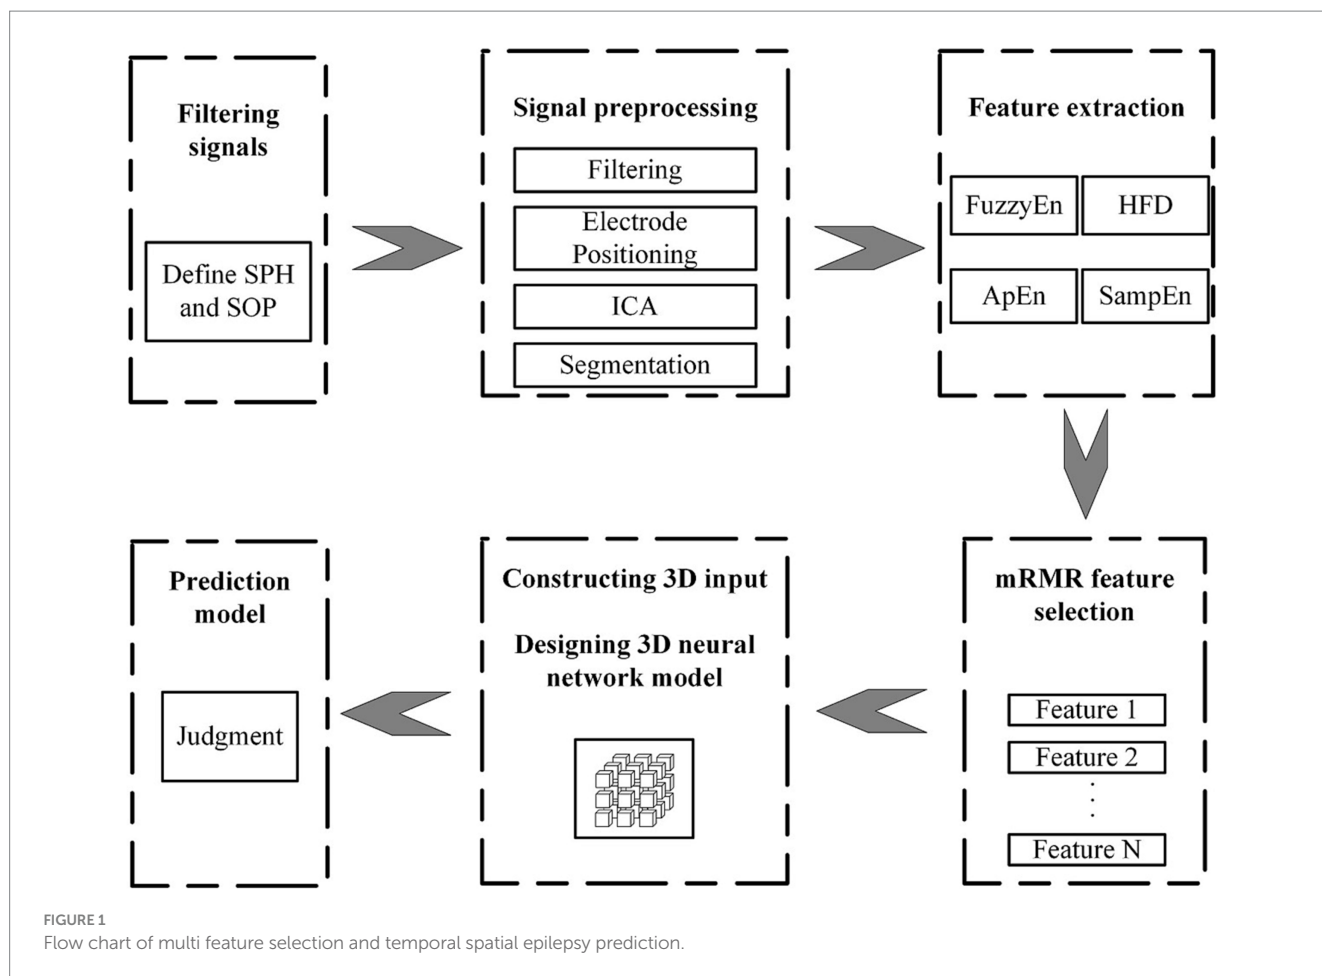 Filtering
signals
Define SPH
and SOP
Signal preprocessing
Filtering
Electrode
Positioning
ICA
Segmentation
Feature extraction
FuzzyEn
HFD
ApEn
SampEn
mRMR feature
selection
Feature 1
Feature 2
Feature N
Constructing 3D input
Designing 3D neural
network model
Prediction
model
Judgment
FIGURE 1
Flow chart of multi feature selection and temporal spatial epilepsy prediction.